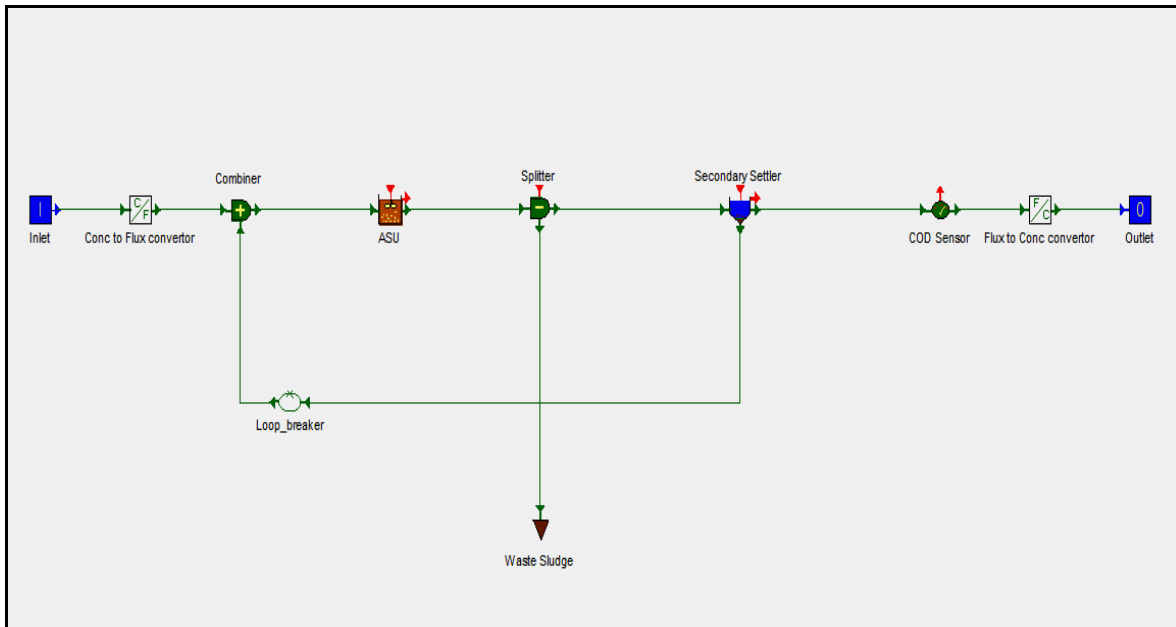 Combiner
Splitter
Secondary Settler
I
C/F
+
-
F/C
0
Inlet
Conc to Flux convertor
ASU
COD Sensor
Flux to Conc convertor
Outlet
Loop_breaker
Waste Sludge